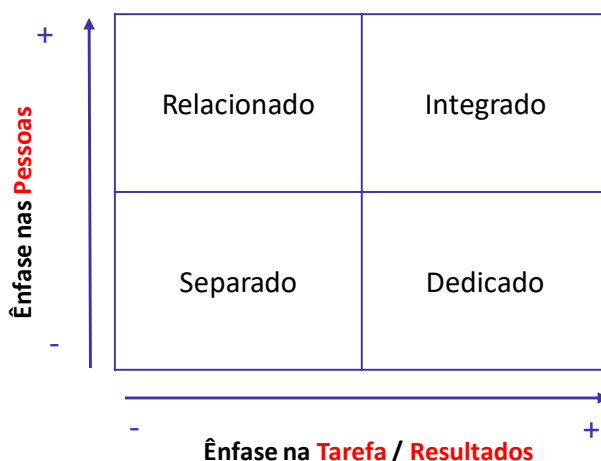 +
Relacionado
Integrado
Ênfase nas Pessoas
Separado
Dedicado
-
-
+
Ênfase na Tarefa / Resultados